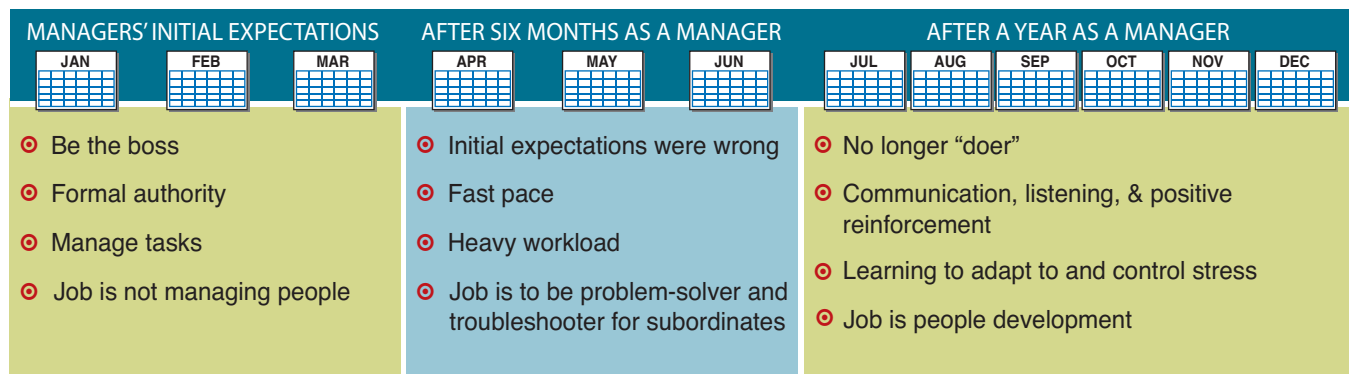 MANAGERS' INITIAL EXPECTATIONS
JAN FEB MAR
Be the boss
Formal authority
Manage tasks
Job is not managing people
AFTER SIX MONTHS AS A MANAGER
APR MAY JUN
Initial expectations were wrong
Fast pace
Heavy workload
Job is to be problem-solver and
troubleshooter for subordinates
AFTER A YEAR AS A MANAGER
JUL AUG SEP OCT NOV DEC
No longer “doer”
Communication, listening, & positive
reinforcement
Learning to adapt to and control stress
Job is people development